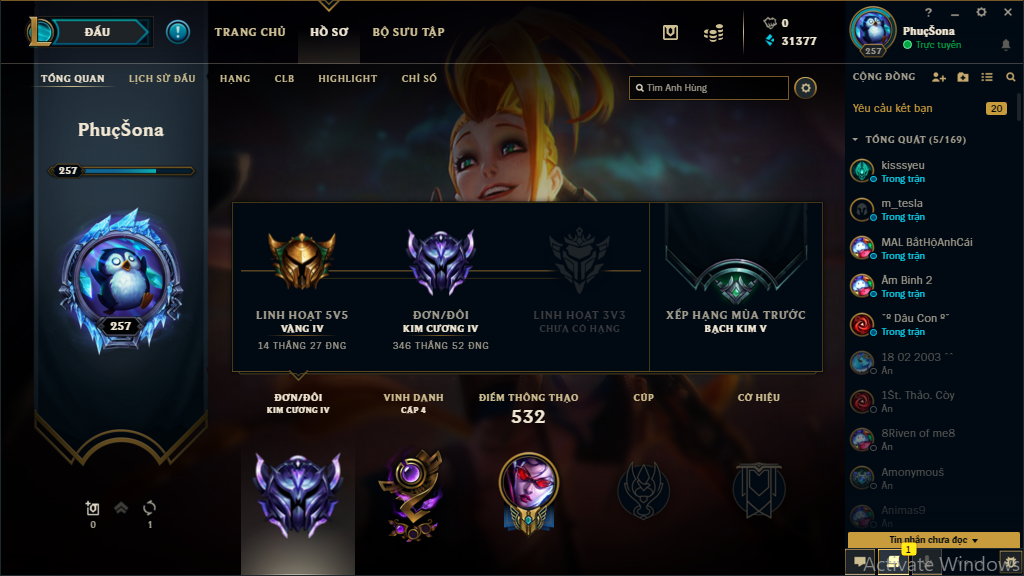 ĐẤU
TRANG CHỦ
HỒ SƠ
BỘ SƯU TẬP
0
31377
257
PhụcŠona
Trực tuyến
TỔNG QUAN
LỊCH SỬ ĐẤU
HẠNG
CLB
HIGHLIGHT
CHỈ SỐ
Tìm Anh Hùng
PhụcŠona
257
257
LINH HOẠT 5V5
VÀNG IV
14 THẮNG 27 ĐNG
ĐƠN/ĐÔI
KIM CƯƠNG IV
346 THẮNG 52 ĐNG
LINH HOẠT 3V3
CHƯA CÓ HẠNG
XẾP HẠNG MÙA TRƯỚC
BẠCH KIM V
ĐƠN/ĐÔI
KIM CƯƠNG IV
VINH DANH
CẤP 4
ĐIỂM THÔNG THẠO
532
CÚP
CỜ HIỆU
0
1
CỘNG ĐỒNG
Yêu cầu kết bạn
20
TỔNG QUÁT (5/169)
kisssyeu
Trong trận
m_tesla
Trong trận
MAL BắtHộAnhCái
Trong trận
Âm Binh 2
Trong trận
˜º Dâu Con º˜
Trong trận
18 02 2003 ˆˆ
Ẩn
1Št. Thảo. Còy
Ẩn
8Riven of me8
Ẩn
Amonymouš
Ẩn
Animas9
Ẩn
Tin nhắn chưa đọc
1
Activate Windows